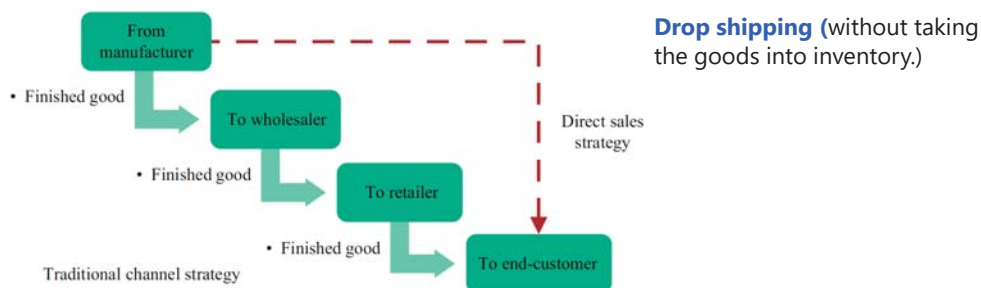 From
manufacturer
Drop shipping (without taking
the goods into inventory.)
• Finished good
To wholesaler
Direct sales
strategy
• Finished good
To retailer
• Finished good
To end-customer
Traditional channel strategy